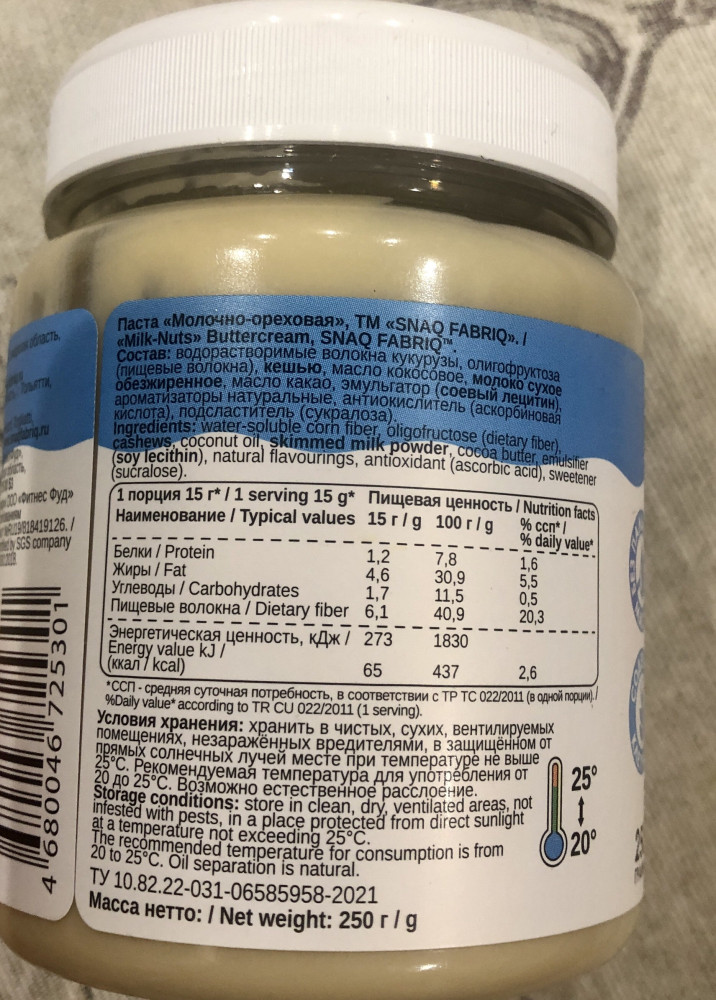 Паста «Молочно-ореховая», ТМ «SNAQ FABRIQ». /
«Milk-Nuts» Buttercream, SNAQ FABRIQ™.
Состав: водорастворимые волокна кукурузы, олигофруктоза
(пищевые волокна), кешью, масло кокосовое, молоко сухое
обезжиренное, масло какао, эмульгатор (соевый лецитин),
ароматизаторы натуральные, антиокислитель (аскорбиновая
кислота), подсластитель (сукралоза).
Ingredients: water-soluble corn fiber, oligofructose (dietary fiber),
cashews, coconut oil, skimmed milk powder, cocoa butter, emulsifier
(soy lecithin), natural flavourings, antioxidant (ascorbic acid), sweetener
(sucralose).
1 порция 15 г* / 1 serving 15 g* Пищевая ценность / Nutrition facts
Наименование / Typical values 15 г / g 100 г / g % ссп* /
% daily value*
Белки / Protein 1,2 7,8 1,6
Жиры / Fat 4,6 30,9 5,5
Углеводы / Carbohydrates 1,7 11,5 0,5
Пищевые волокна / Dietary fiber 6,1 40,9 20,3
Энергетическая ценность, кДж / 273 1830
Energy value kJ /
(ккал / kcal) 65 437 2,6
*ССП - средняя суточная потребность, в соответствии с ТР ТС 022/2011 (в одной порции). /
%Daily value* according to TR CU 022/2011 (1 serving).
Условия хранения: хранить в чистых, сухих, вентилируемых
помещениях, незаражённых вредителями, в защищённом от
прямых солнечных лучей месте при температуре не выше
25°C. Рекомендуемая температура для употребления от
20 до 25°C. Возможно естественное расслоение.
Storage conditions: store in clean, dry, ventilated areas, not
infested with pests, in a place protected from direct sunlight
at a temperature not exceeding 25°C.
The recommended temperature for consumption is from
20 to 25°C. Oil separation is natural.
25°
20°
ТУ 10.82.22-031-06585958-2021
Масса нетто: / Net weight: 250 г / g
область,
ООО «Фитнес Фуд»
818419126. /
by SGS company
4 680046 725301